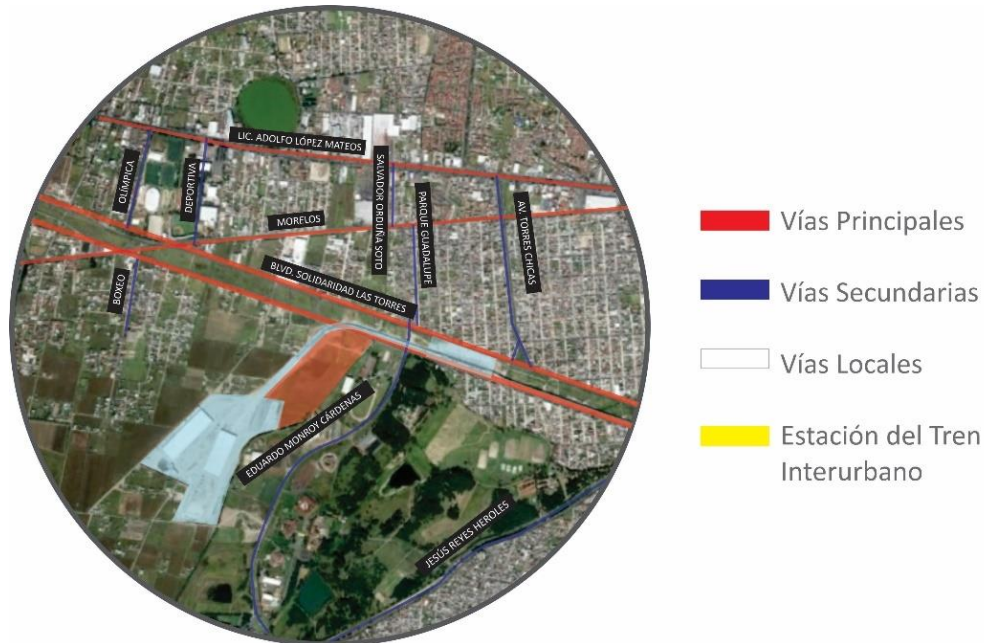 LIC. ADOLFO LÓPEZ MATEOS
OLÍMPICA
DEPORTIVA
SALVADOR ORDUÑA SOTO
PARQUE GUADALUPE
AV. TORRES CHICAS
MORELOS
BOXEO
BLVD. SOLIDARIDAD LAS TORRES
EDUARDO MONROY CÁRDENAS
JESÚS REYES HEROLES
Vías Principales
Vías Secundarias
Vías Locales
Estación del Tren
Interurbano